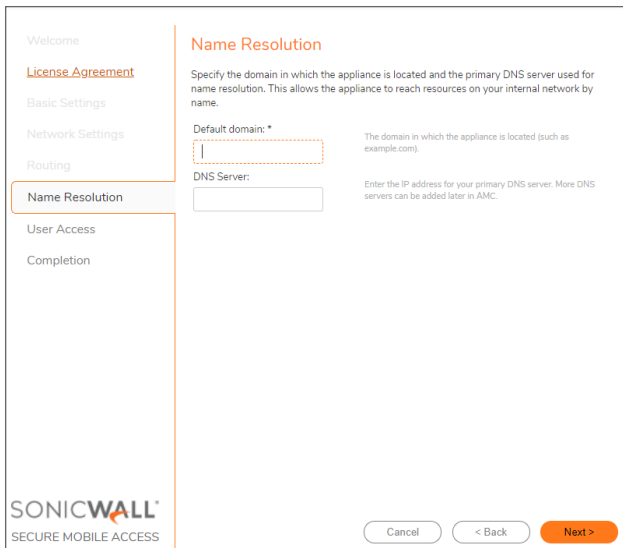 Welcome
License Agreement
Basic Settings
Network Settings
Routing
Name Resolution
User Access
Completion
Name Resolution
Specify the domain in which the appliance is located and the primary DNS server used for
name resolution. This allows the appliance to reach resources on your internal network by
name.
Default domain: *
The domain in which the appliance is located (such as
example.com).
DNS Server:
Enter the IP address for your primary DNS server. More DNS
servers can be added later in AMC.
SONICWALL
SECURE MOBILE ACCESS
Cancel
< Back
Next >